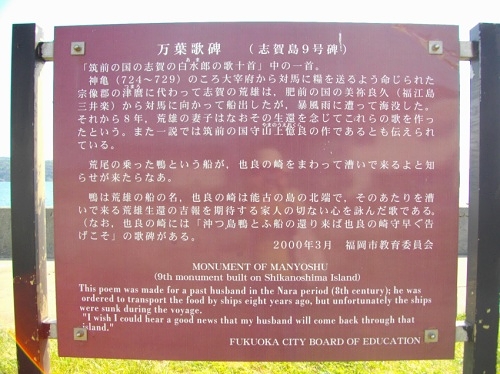 万葉歌碑　（志賀島９号碑）
「筑前の国の志賀の白水郎の歌十首」中の一首。
神亀（７２４～７２９）のころ大宰府から対馬に糧を送るよう命じられた
宗像郡の津麿に代わって志賀の荒雄は，肥前の国の美祢良久（福江島
三井楽）から対馬に向かって船出したが，暴風雨に遭って海没した。
それから８年，荒雄の妻子はなおその生還を念じてこれらの歌を作っ
たという。また一説では筑前の国守山上憶良の作であるとも伝えられ
ている。
荒尾の乗った鴨という船が，也良の崎をまわって漕いで来るよと知
らせが来たらなあ。
鴨は荒雄の船の名，也良の崎は能古の島の北端で，そのあたりを漕
いで来る荒雄生還の吉報を期待する家人の切ない心を詠んだ歌である。
（なお，也良の崎には「沖つ島鴨とふ船の還り来ば也良の崎守早く告
げこそ」の歌碑がある。
２０００年３月　福岡市教育委員会
MONUMENT OF MANYOSHU
(9th monument built on Shikanoshima Island)
This poem was made for a past husband in the Nara period (8th century); he was
ordered to transport the food by ships eight years ago, but unfortunately the ships
were sunk during the voyage.
"I wish I could hear a good news that my husband will come back through that
island."
FUKUOKA CITY BOARD OF EDUCATION